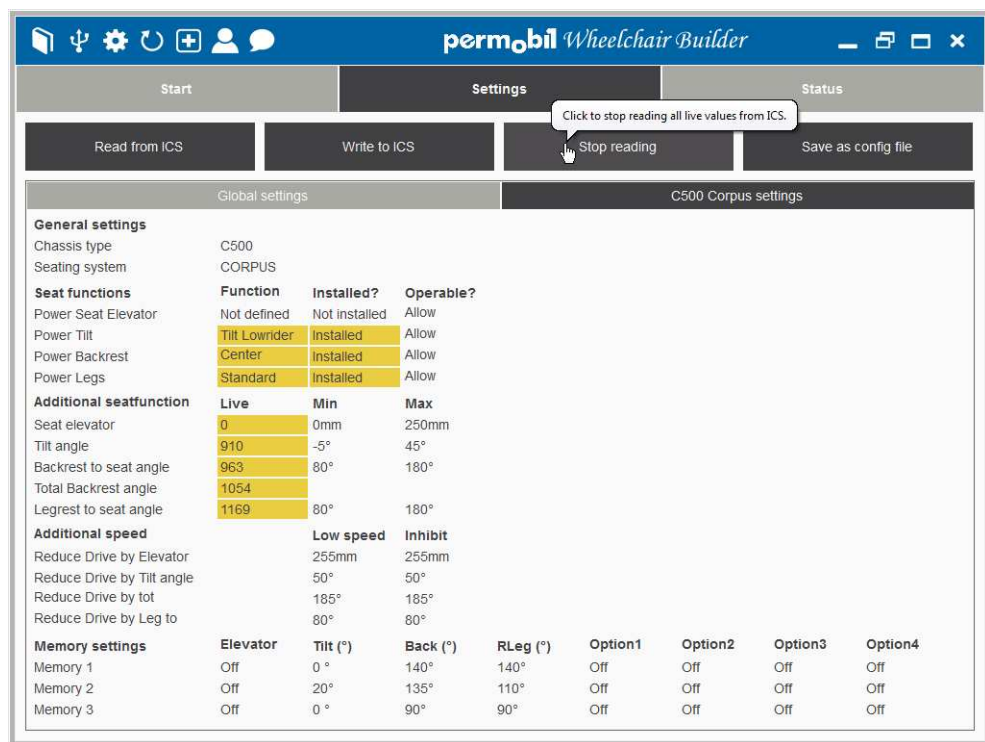 permobil Wheelchair Builder
Start Settings Status
Click to stop reading all live values from ICS.
Read from ICS Write to ICS Stop reading Save as config file
Global settings C500 Corpus settings
General settings
Chassis type C500
Seating system CORPUS
Seat functions Function Installed? Operable?
Power Seat Elevator Not defined Not installed Allow
Power Tilt Tilt Lowrider Installed Allow
Power Backrest Center Installed Allow
Power Legs Standard Installed Allow
Additional seatfunction Live Min Max
Seat elevator 0 0mm 250mm
Tilt angle 910 -5° 45°
Backrest to seat angle 963 80° 180°
Total Backrest angle 1054
Legrest to seat angle 1169 80° 180°
Additional speed Low speed Inhibit
Reduce Drive by Elevator 255mm 255mm
Reduce Drive by Tilt angle 50° 50°
Reduce Drive by tot 185° 185°
Reduce Drive by Leg to 80° 80°
Memory settings Elevator Tilt (°) Back (°) RLeg (°) Option1 Option2 Option3 Option4
Memory 1 Off 0 ° 140° 140° Off Off Off Off
Memory 2 Off 20° 135° 110° Off Off Off Off
Memory 3 Off 0 ° 90° 90° Off Off Off Off